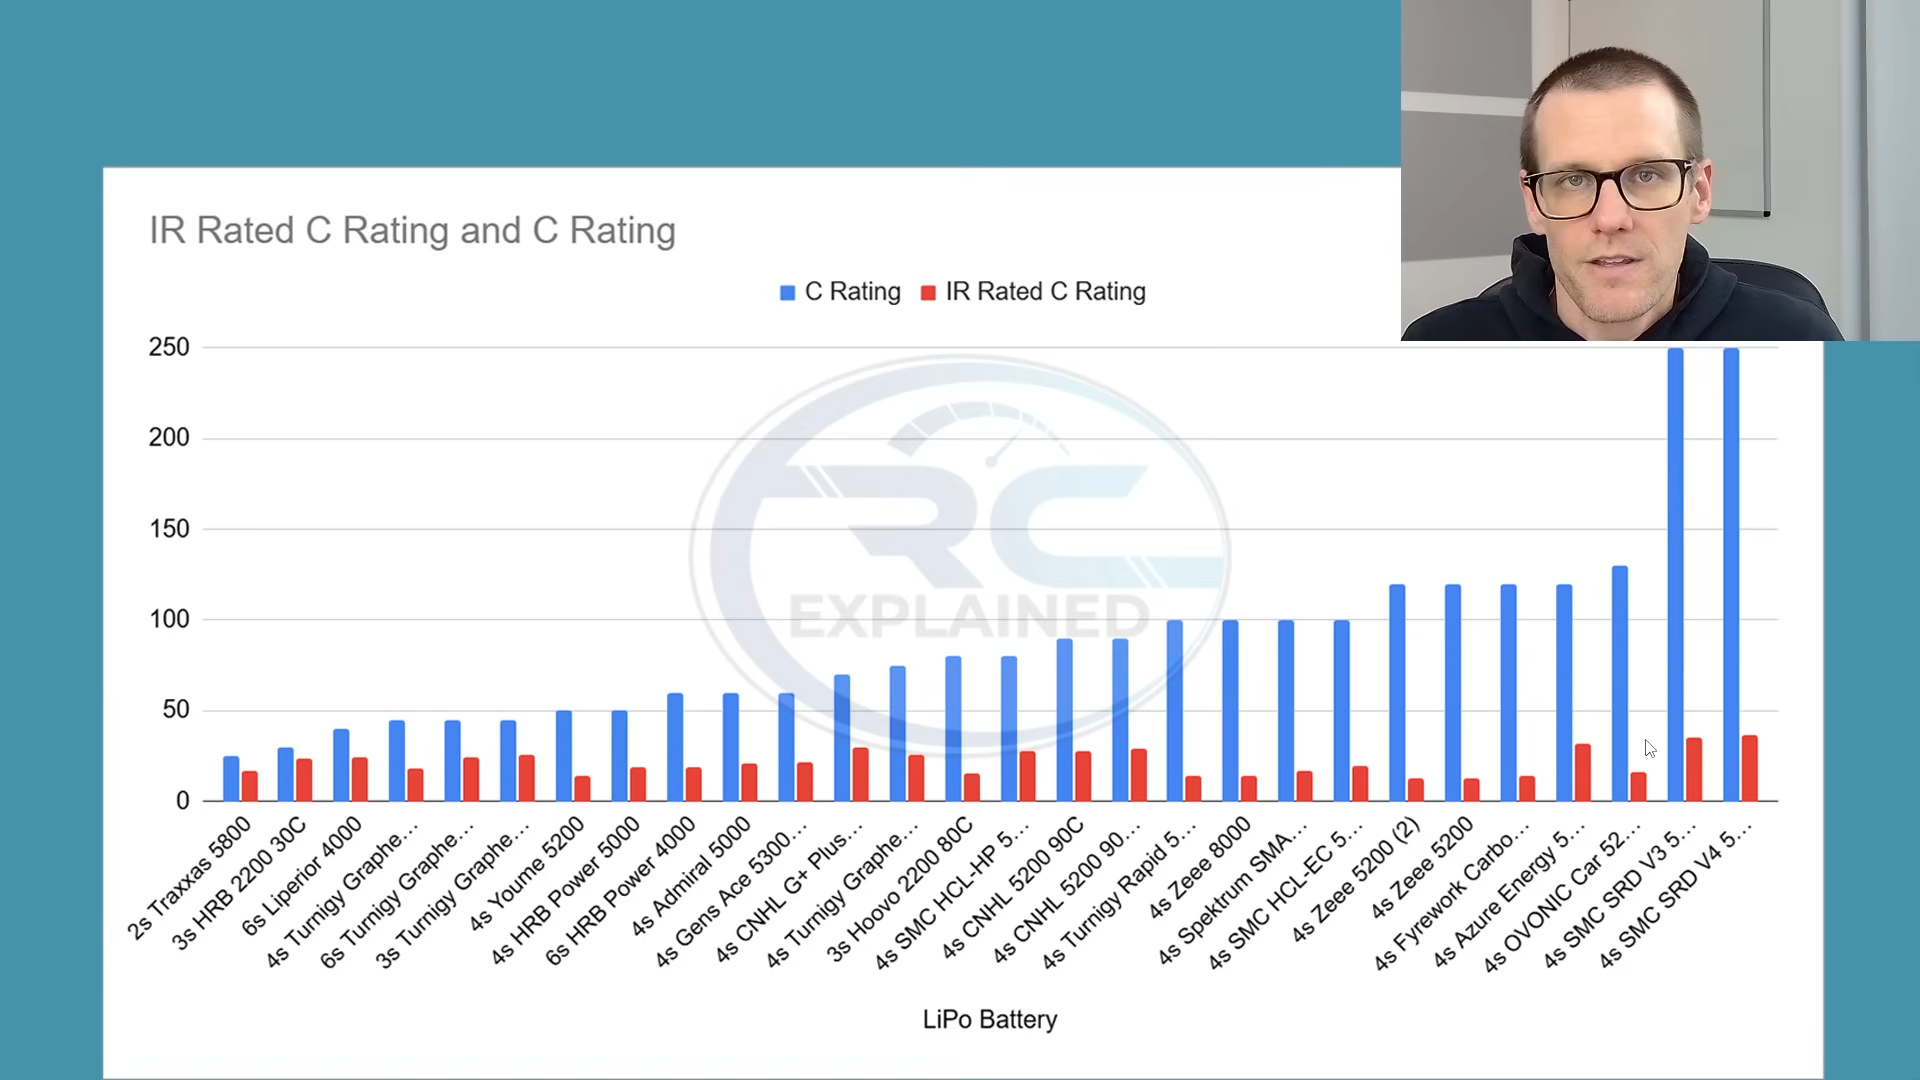 IR Rated C Rating and C Rating
C Rating
IR Rated C Rating
250
200
150
100
50
0
RC
EXPLAINED
2s Traxxas 5800
3s HRB 2200 30C
6s Liperior 4000
4s Turnigy Graphe...
6s Turnigy Graphe...
3s Turnigy Graphe...
4s Youme 5200
4s HRB Power 5000
6s HRB Power 4000
4s Admiral 5000
4s Gens Ace 5300...
4s CNHL G+ Plus...
4s Turnigy Graphe...
3s Hoovo 2200 80C
4s SMC HCL-HP 5...
4s CNHL 5200 90C
4s CNHL 5200 90...
4s Turnigy Rapid 5...
4s Zeee 8000
4s Spektrum SMA...
4s SMC HCL-EC 5...
4s Zeee 5200 (2)
4s Zeee 5200
4s Fyrework Carbo...
4s Azure Energy 5...
4s OVONIC Car 52...
4s SMC SRD V3 5...
4s SMC SRD V4 5...
LiPo Battery